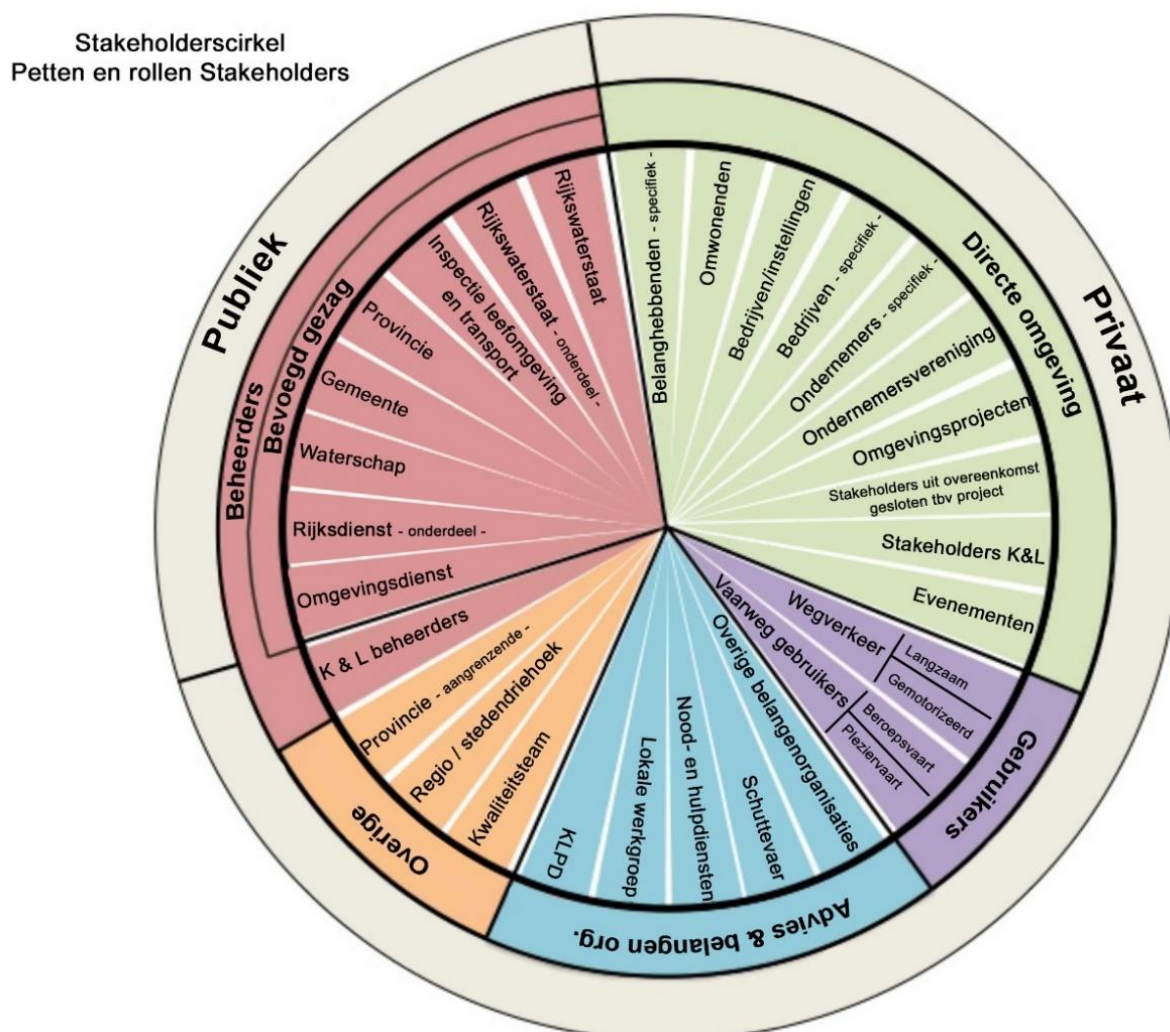 Stakeholderscirkel
Petten en rollen Stakeholders
Publiek
Privaat
Beheerders
Bevoegd gezag
Rijkswaterstaat
Rijkswaterstaat - onderdeel -
Inspectie leefomgeving
en transport
Provincie
Gemeente
Waterschap
Rijksdienst - onderdeel -
Omgevingsdienst
K & L beheerders
Directe omgeving
Belanghebbenden - specifiek -
Omwonenden
Bedrijven/instellingen
Bedrijven - specifiek -
Ondernemers - specifiek -
Ondernemersvereniging
Omgevingsprojecten
Stakeholders uit overeenkomst
gesloten tbv project
Stakeholders K&L
Evenementen
Gebruikers
Wegverkeer
Langzaam
Gemotorizeerd
Vaarweg gebruikers
Beroepsvaart
Pleziervaart
Advies & belangen org.
Overige belangenorganisaties
Schuttevaer
Nood- en hulpdiensten
Lokale werkgroep
KLPD
Overige
Kwaliteitsteam
Regio / stedendriehoek
Provincie - aangrenzende -